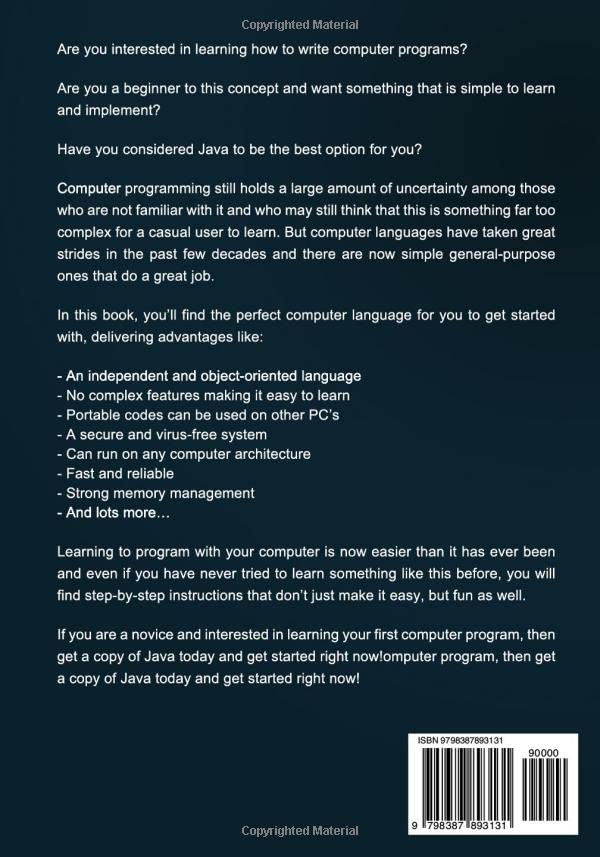 Copyrighted Material
Are you interested in learning how to write computer programs?
Are you a beginner to this concept and want something that is simple to learn
and implement?
Have you considered Java to be the best option for you?
Computer programming still holds a large amount of uncertainty among those
who are not familiar with it and who may still think that this is something far too
complex for a casual user to learn. But computer languages have taken great
strides in the past few decades and there are now simple general-purpose
ones that do a great job.
In this book, you'll find the perfect computer language for you to get started
with, delivering advantages like:
- An independent and object-oriented language
- No complex features making it easy to learn
- Portable codes can be used on other PC's
- A secure and virus-free system
- Can run on any computer architecture
- Fast and reliable
- Strong memory management
- And lots more…
Learning to program with your computer is now easier than it has ever been
and even if you have never tried to learn something like this before, you will
find step-by-step instructions that don't just make it easy, but fun as well.
If you are a novice and interested in learning your first computer program, then
get a copy of Java today and get started right now!omputer program, then get
a copy of Java today and get started right now!
ISBN 9798387893131
90000
9 798387 893131
Copyrighted Material